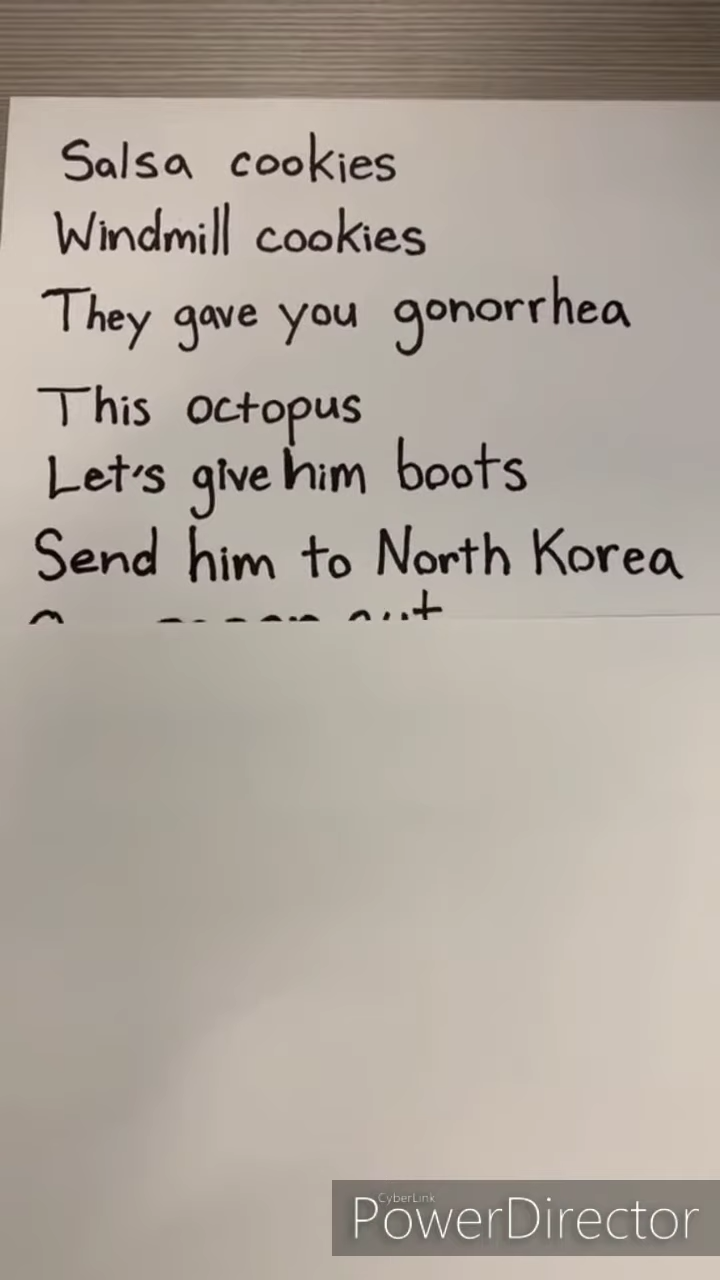 Salsa cookies
Windmill cookies
They gave you gonorrhea
This octopus
Let's give him boots
Send him to North Korea
CyberLink
PowerDirector